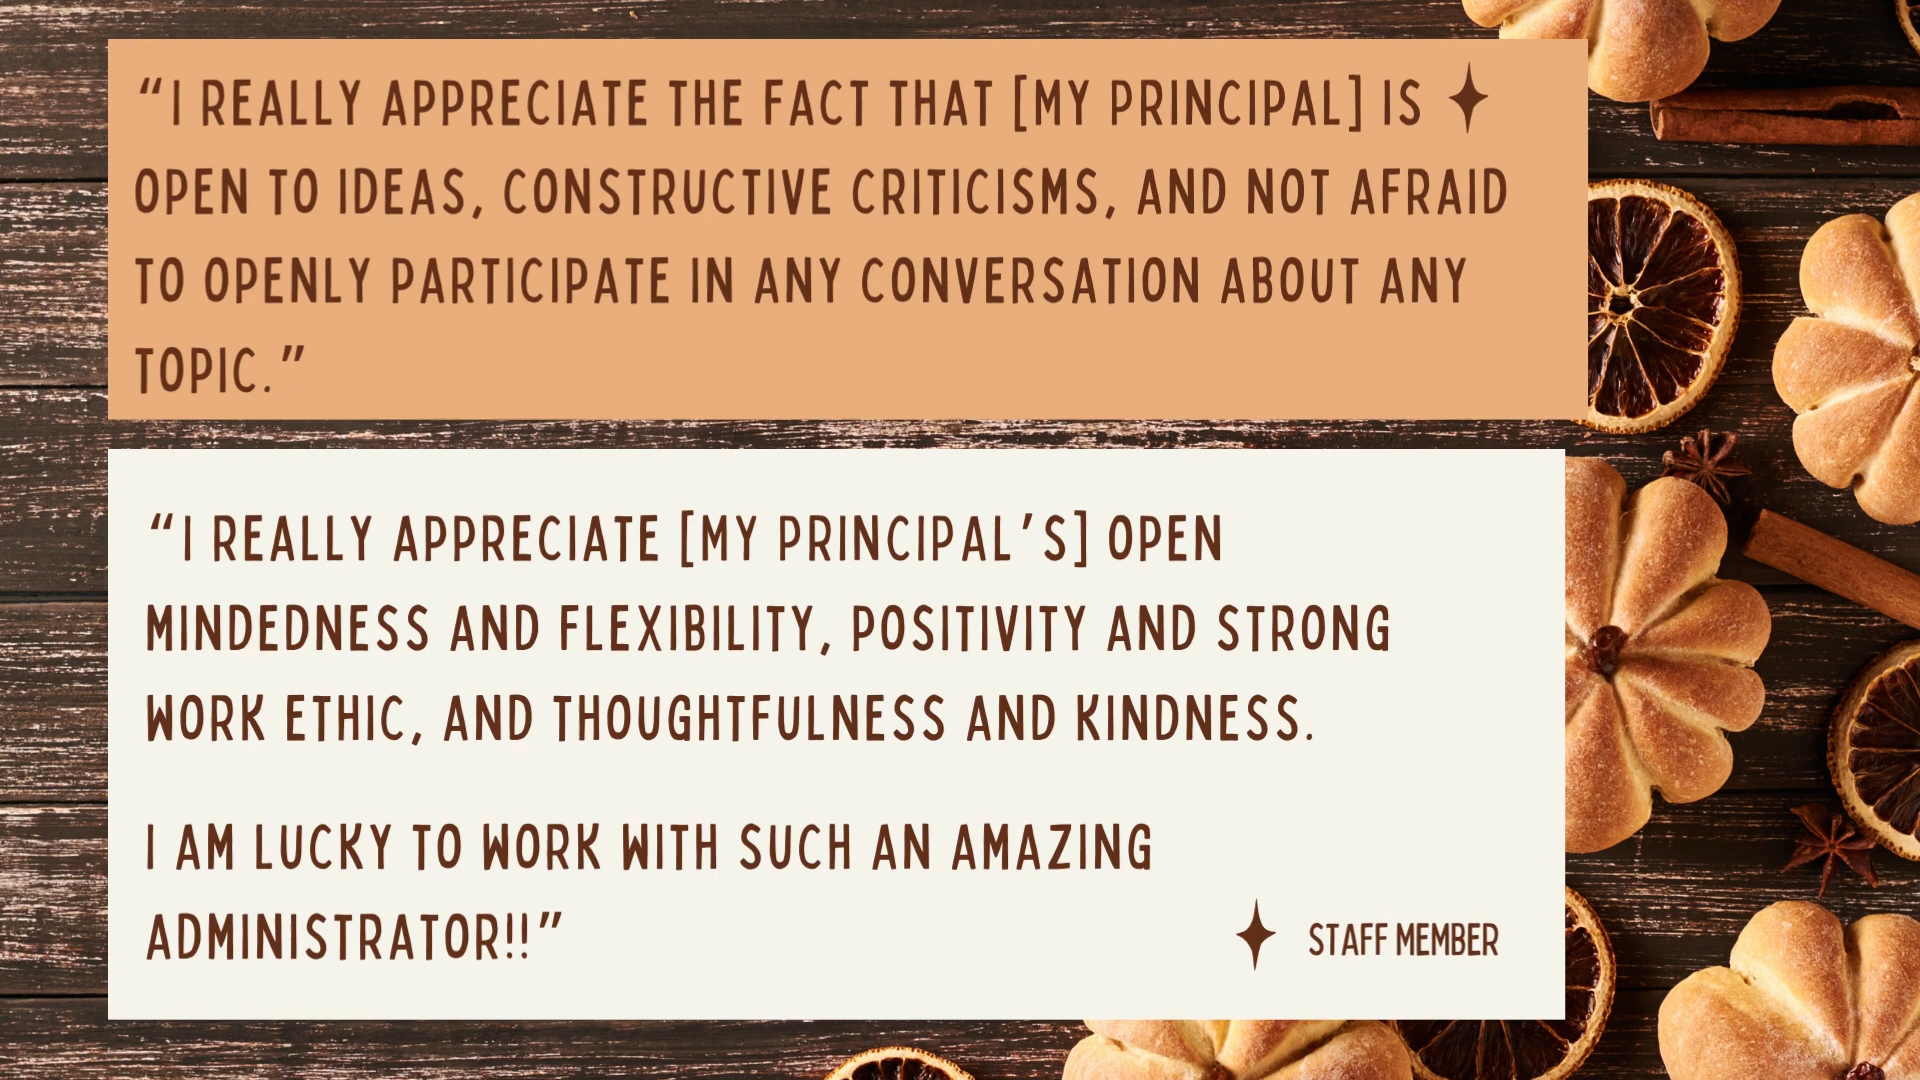 “I REALLY APPRECIATE THE FACT THAT [MY PRINCIPAL] IS
OPEN TO IDEAS, CONSTRUCTIVE CRITICISMS, AND NOT AFRAID
TO OPENLY PARTICIPATE IN ANY CONVERSATION ABOUT ANY
TOPIC.”
“I REALLY APPRECIATE [MY PRINCIPAL’S] OPEN
MINDEDNESS AND FLEXIBILITY, POSITIVITY AND STRONG
WORK ETHIC, AND THOUGHTFULNESS AND KINDNESS.
I AM LUCKY TO WORK WITH SUCH AN AMAZING
ADMINISTRATOR!!”
STAFF MEMBER